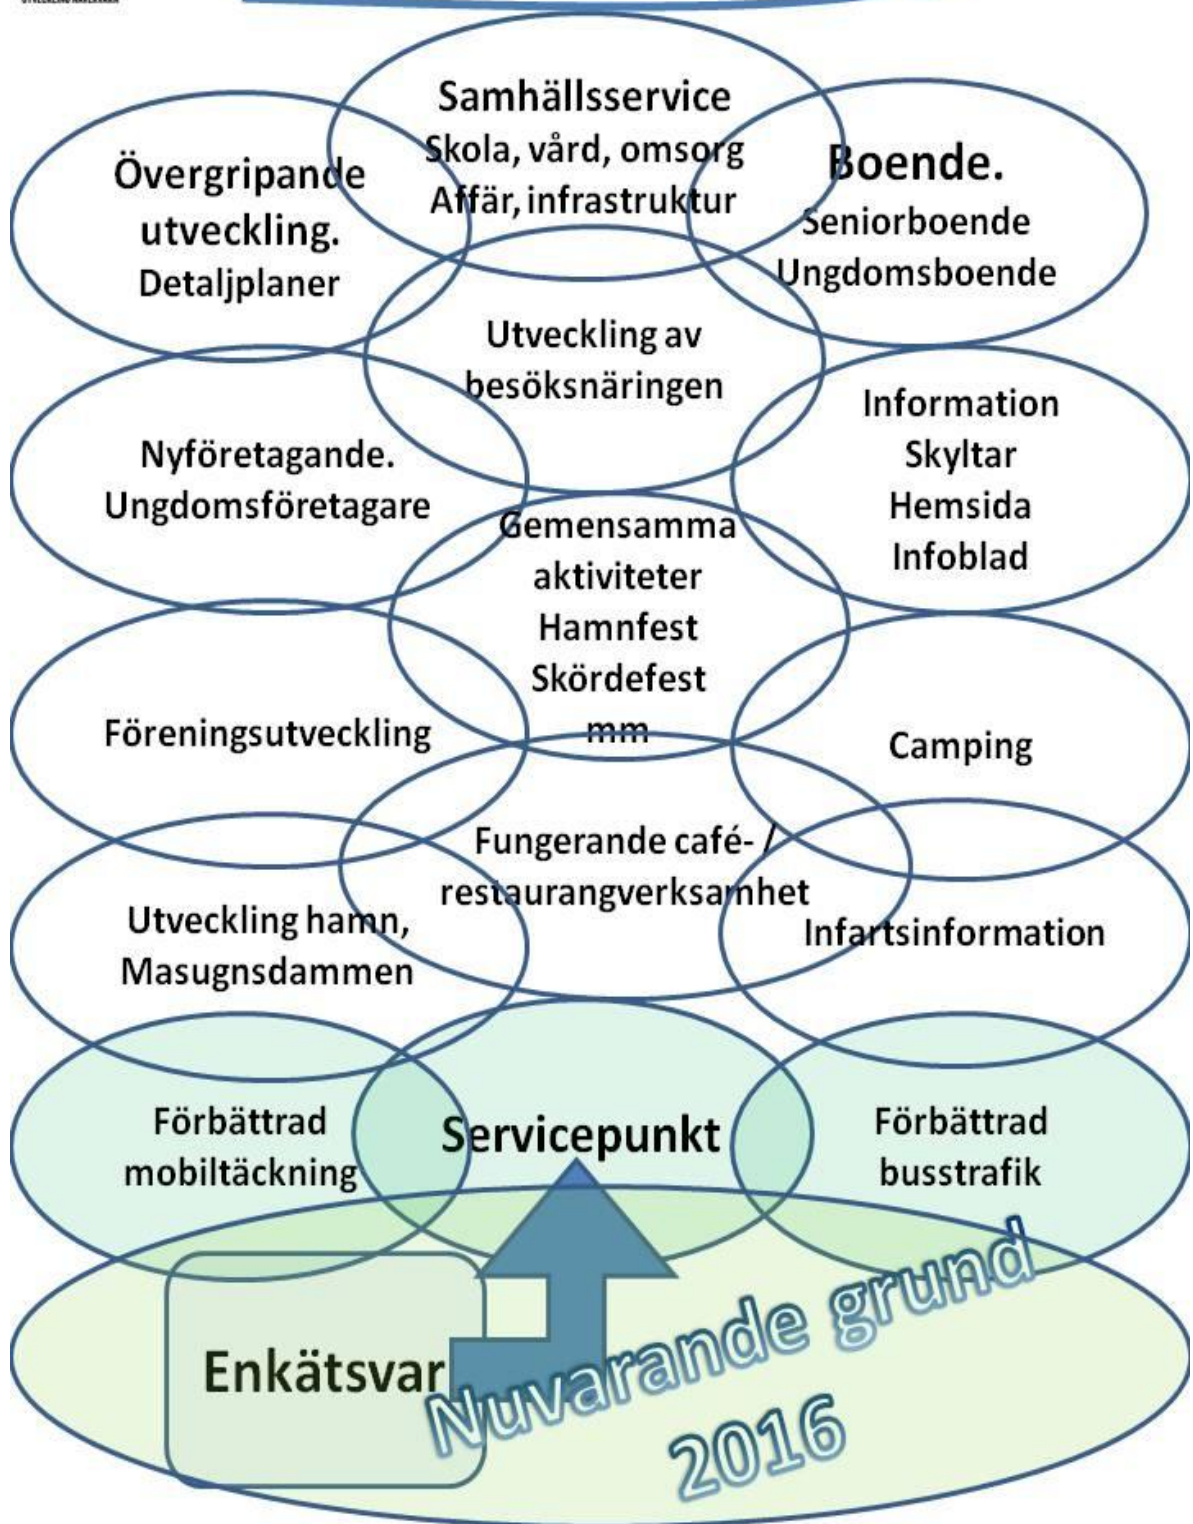 Samhällsservice
Skola, vård, omsorg
Affär, infrastruktur
Övergripande
utveckling.
Detaljplaner
Boende.
Seniorboende
Ungdomsboende
Utveckling av
besöksnäringen
Nyföretagande.
Ungdomsföretagare
Information
Skyltar
Hemsida
Infoblad
Gemensamma
aktiviteter
Hamnfest
Skördefest
mm
Föreningsutveckling
Camping
Fungerande café- /
restaurangverksamhet
Utveckling hamn,
Masugnsdammen
Infartsinformation
Förbättrad
mobiltäckning
Servicepunkt
Förbättrad
busstrafik
Enkätsvar
Nuvarande grund
2016